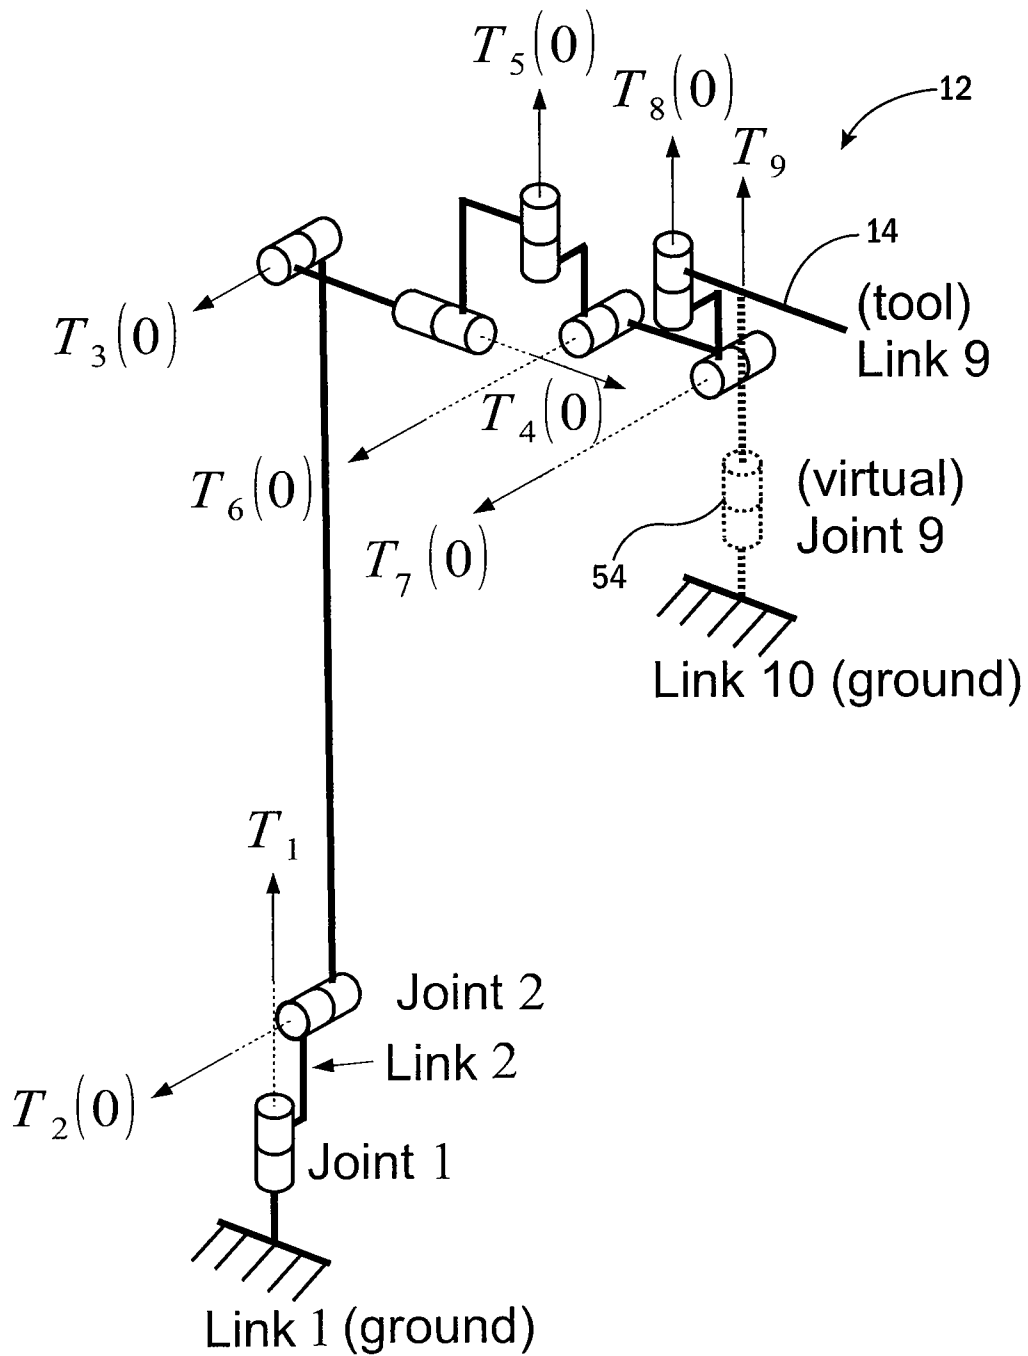 T₅(0)
T₈(0)
12
T₉
14
(tool)
Link 9
T₃(0)
T₄(0)
T₆(0)
(virtual)
Joint 9
T₇(0)
54
Link 10 (ground)
T₁
Joint 2
Link 2
T₂(0)
Joint 1
Link 1 (ground)